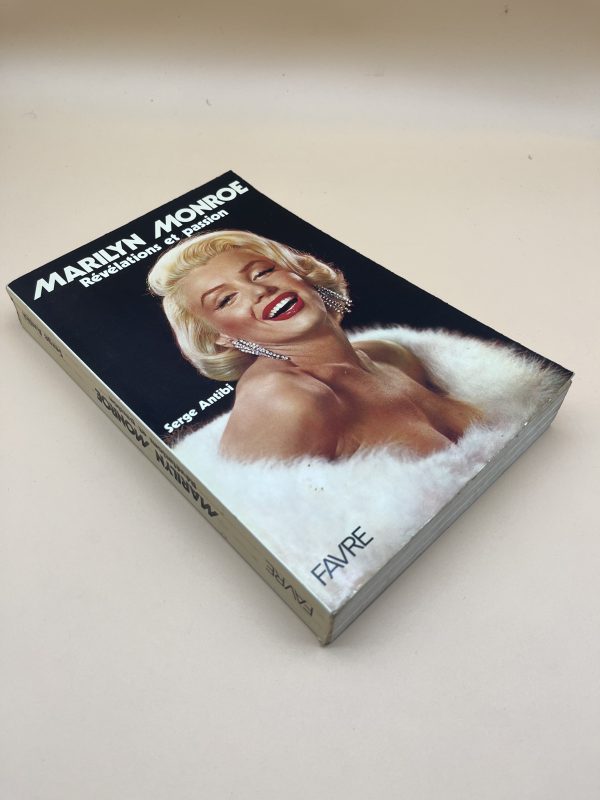 MARILYN MONROE
Révélations et passion
Serge Antibi
FAVRE
MARILYN MONROE
FAVRE